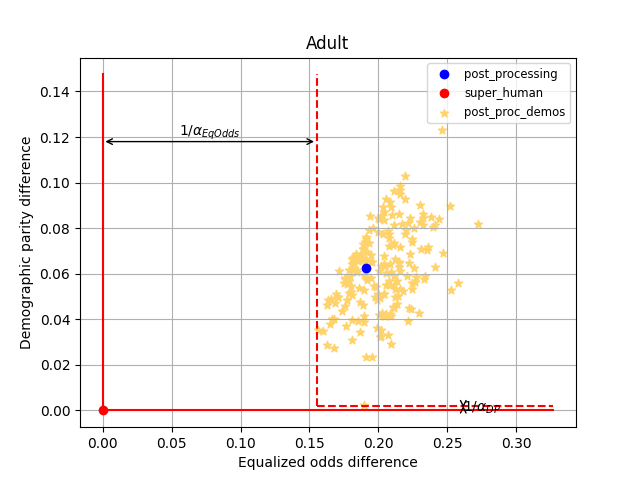 Adult
post_processing
super_human
post_proc_demos
1/α_EqOdds
1/α_DP
Demographic parity difference
0.14
0.12
0.10
0.08
0.06
0.04
0.02
0.00
0.00 0.05 0.10 0.15 0.20 0.25 0.30
Equalized odds difference